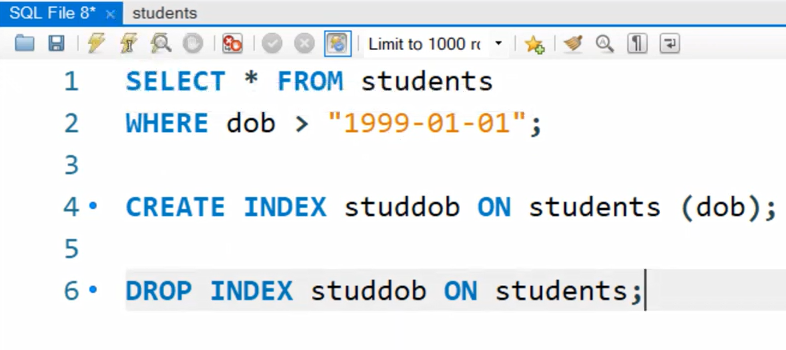 SQL File 8* students
Limit to 1000 rc
1 SELECT * FROM students
2 WHERE dob > "1999-01-01";
3
4 CREATE INDEX studdob ON students (dob);
5
6 DROP INDEX studdob ON students;